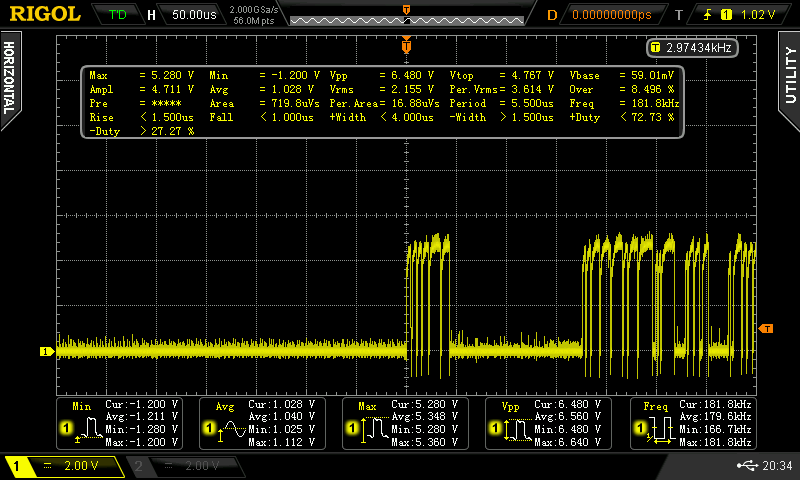 RIGOL T'D H 50.00us 2.000GSa/s 56.0M pts D 0.00000000ps T 1 1.02 V
HORIZONTAL
UTILITY
T 2.97434kHz
Max = 5.280 V Min = -1.200 V Vpp = 6.480 V Vtop = 4.767 V Vbase = 59.01mV
Ampl = 4.711 V Avg = 1.028 V Vrms = 2.155 V Per.Vrms= 3.614 V Over = 8.496 %
Pre = ***** Area = 719.8uVs Per.Area= 16.88uVs Period = 5.500us Freq = 181.8kHz
Rise < 1.500us Fall < 1.000us +Width < 4.000us -Width > 1.500us +Duty < 72.73 %
-Duty > 27.27 %
T
1
T
Min Cur:-1.200 V
Avg:-1.211 V
1 Min:-1.280 V
Max:-1.200 V
Avg Cur:1.028 V
Avg:1.040 V
1 Min:1.025 V
Max:1.112 V
Max Cur:5.280 V
Avg:5.348 V
1 Min:5.280 V
Max:5.360 V
Vpp Cur:6.480 V
Avg:6.560 V
1 Min:6.480 V
Max:6.640 V
Freq Cur:181.8kHz
Avg:179.6kHz
1 Min:166.7kHz
Max:181.8kHz
1 2.00 V 2 2.00 V 20:34